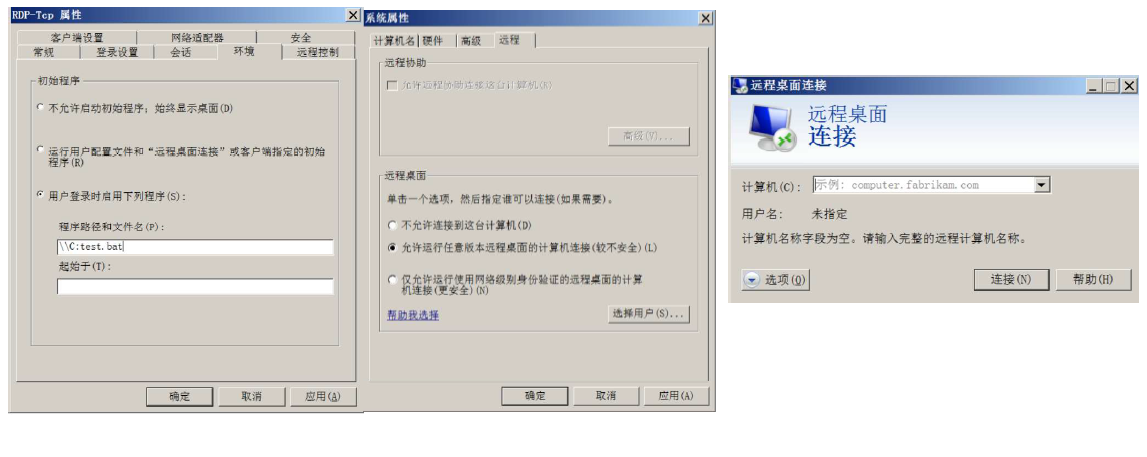 RDP-Tcp 属性
客户端设置
网络适配器
安全
常规
登录设置
会话
环境
远程控制
初始程序
不允许启动初始程序；始终显示桌面(D)
运行用户配置文件和“远程桌面连接”或客户端指定的初始
程序(R)
用户登录时启用下列程序(S):
程序路径和文件名(P):
\\C:test.bat
起始于(T):
确定
取消
应用(A)
系统属性
计算机名
硬件
高级
远程
远程协助
允许远程协助连接这台计算机(R)
高级(V)...
远程桌面
单击一个选项，然后指定谁可以连接(如果需要)。
不允许连接到这台计算机(D)
允许运行任意版本远程桌面的计算机连接(较不安全)(L)
仅允许运行使用网络级别身份验证的远程桌面的计算
机连接(更安全)(N)
帮助我选择
选择用户(S)...
确定
取消
应用(A)
远程桌面连接
远程桌面
连接
计算机(C):
示例: computer.fabrikam.com
用户名:
未指定
计算机名称字段为空。请输入完整的远程计算机名称。
选项(O)
连接(N)
帮助(H)